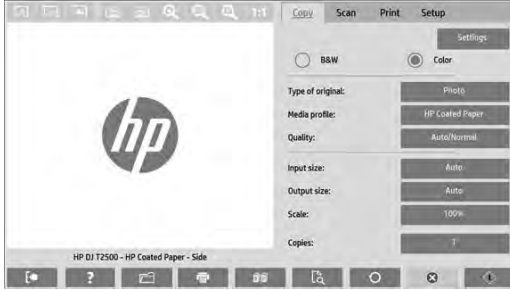 1:1
Copy Scan Print Setup
Settings
B&W Color
Type of original: Photo
Media profile: HP Coated Paper
Quality: Auto/Normal
Input size: Auto
Output size: Auto
Scale: 100%
Copies: 1
hp
HP DJ T2500 - HP Coated Paper - Side
?